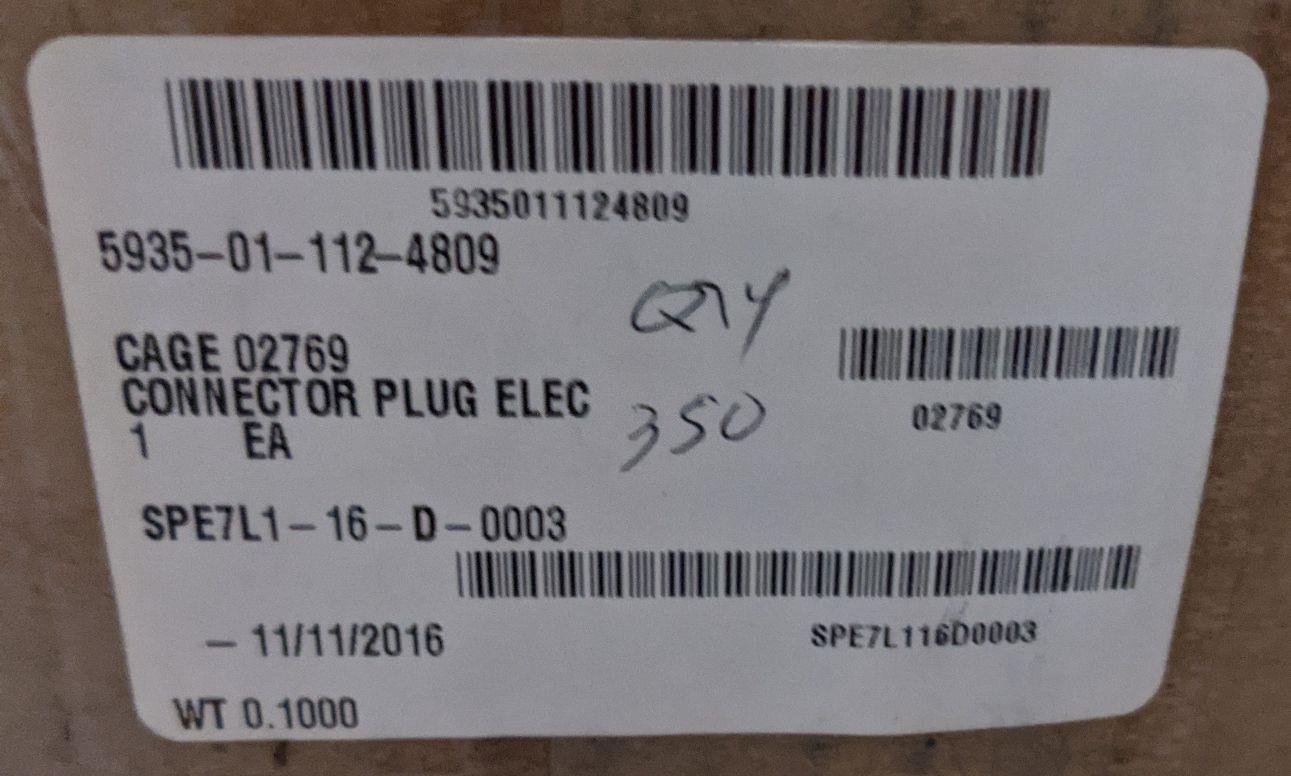 5935011124809
5935-01-112-4809
QTY
CAGE 02769
CONNECTOR PLUG ELEC
350
02769
1 EA
SPE7L1-16-D-0003
SPE7L116D0003
- 11/11/2016
WT 0.1000